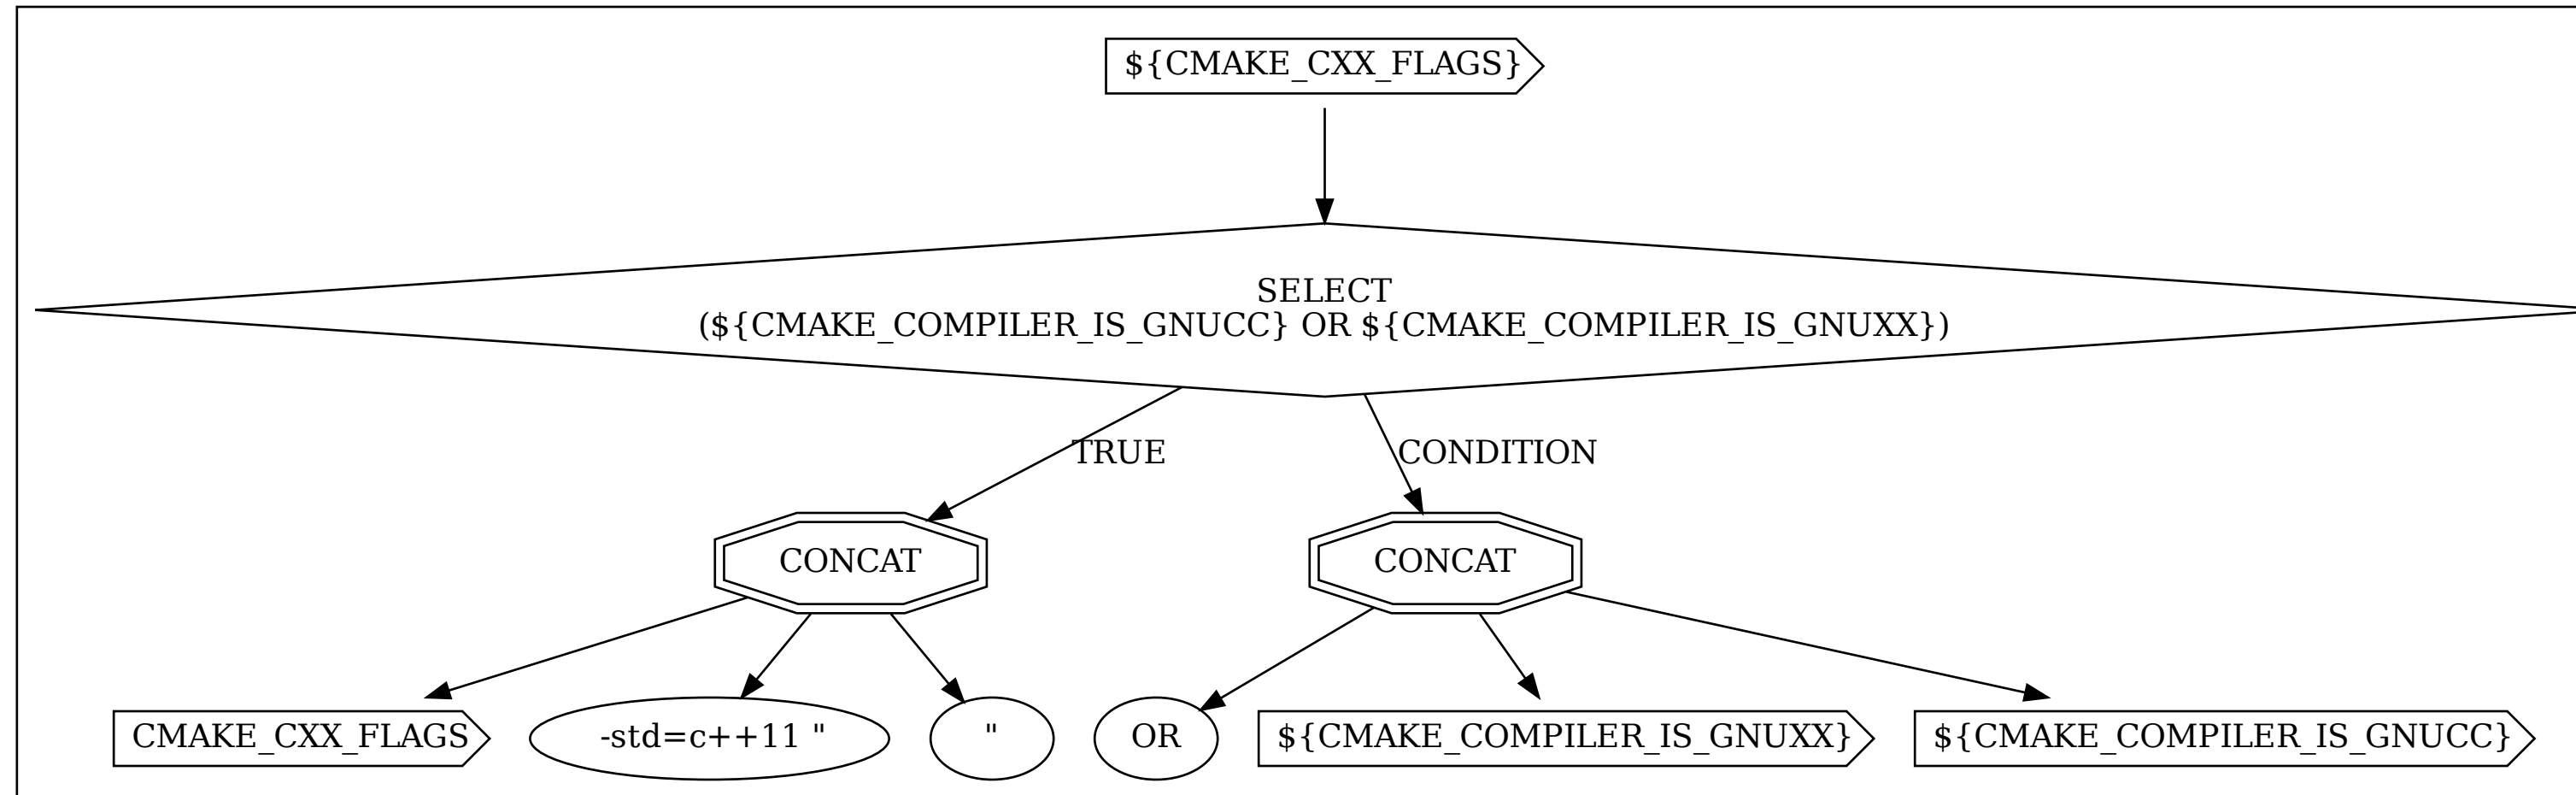 ${CMAKE_CXX_FLAGS}
SELECT
(${CMAKE_COMPILER_IS_GNUCC} OR ${CMAKE_COMPILER_IS_GNUXX})
TRUE
CONDITION
CONCAT
CONCAT
CMAKE_CXX_FLAGS
-std=c++11 "
"
OR
${CMAKE_COMPILER_IS_GNUXX}
${CMAKE_COMPILER_IS_GNUCC}